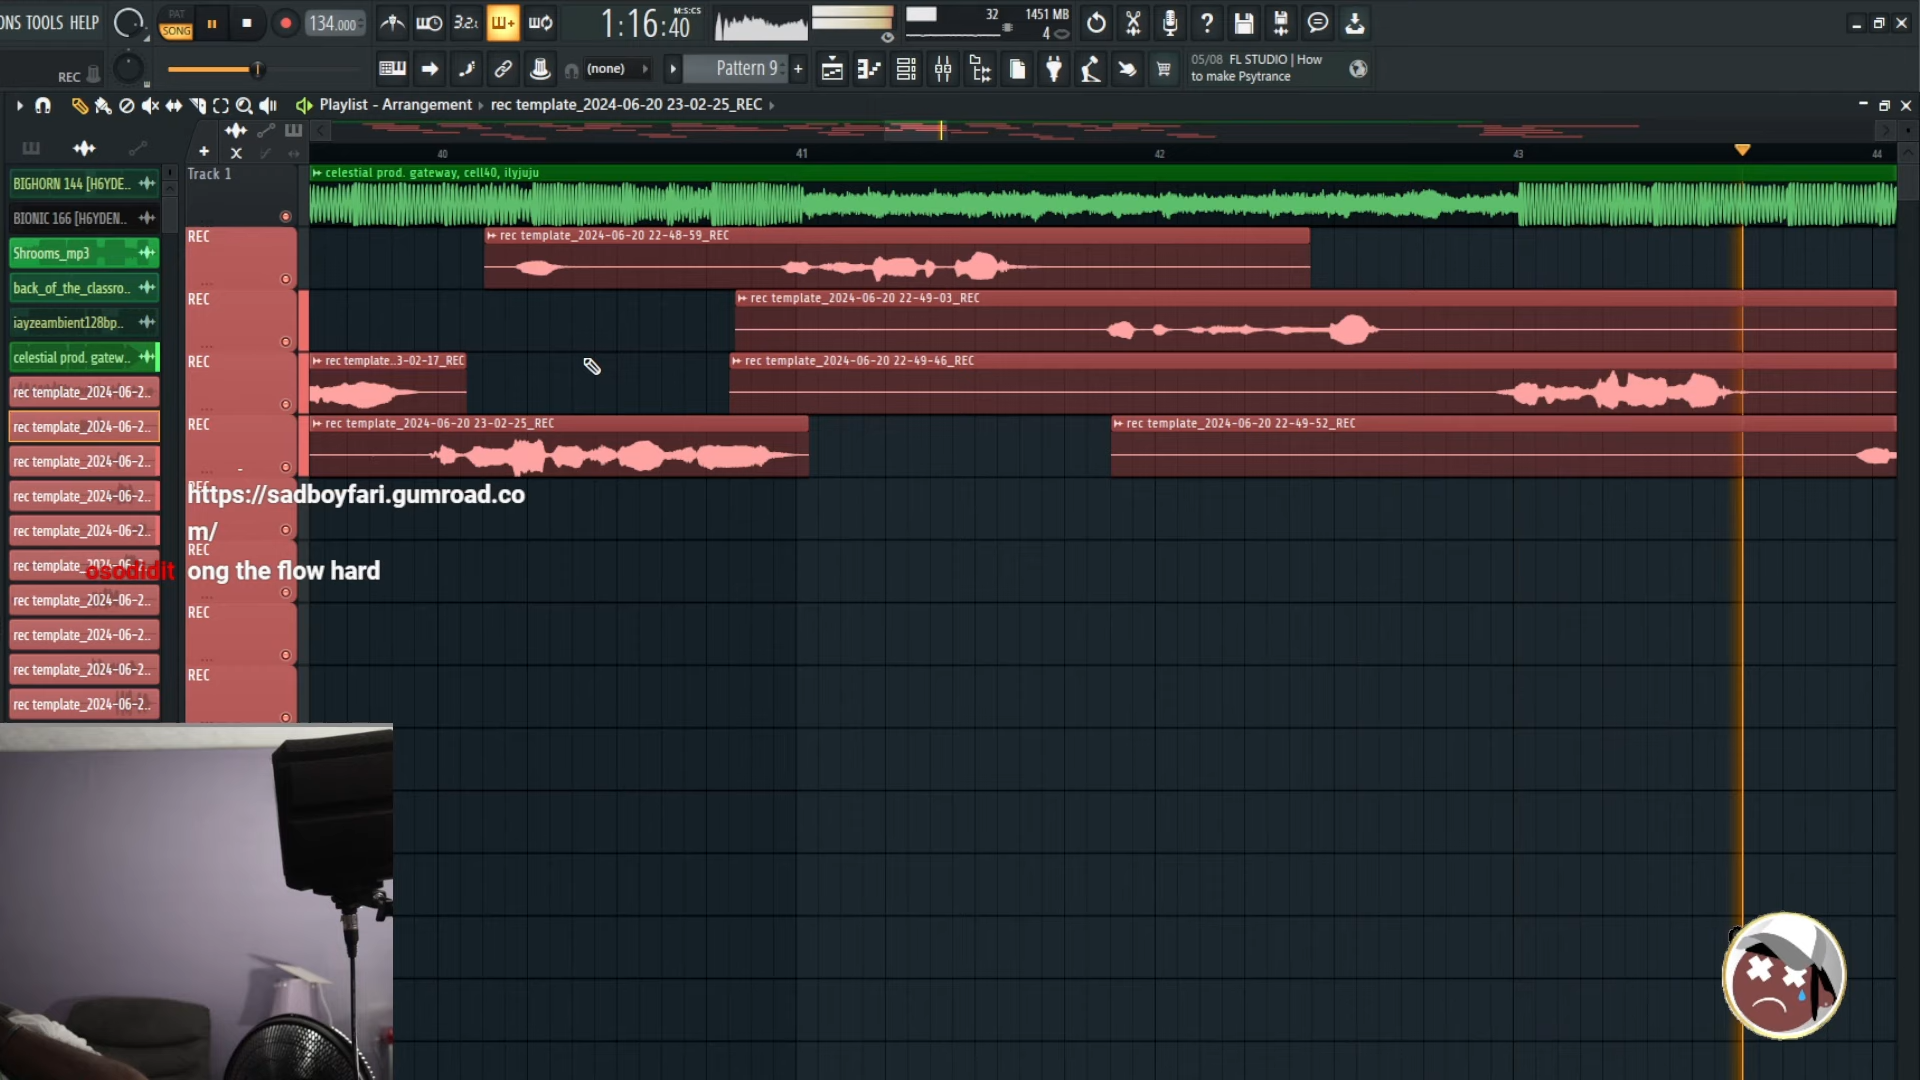 ONS TOOLS HELP
PAT
SONG
134.000
3.2.t
1:16:40
M:S:CS
32
1451 MB
4
REC
(none)
Pattern 9
05/08 FL STUDIO | How
to make Psytrance
Playlist - Arrangement › rec template_2024-06-20 23-02-25_REC ›
40
41
42
43
44
Track 1
celestial prod. gateway, cell40, ilyjuju
BIGHORN 144 [H6YDE..
BIONIC 166 [H6YDEN..
Shrooms_mp3
back_of_the_classro..
iayzeambient128bp..
celestial prod. gatew..
rec template_2024-06-2..
rec template_2024-06-2..
rec template_2024-06-2..
rec template_2024-06-2..
rec template_2024-06-2..
rec template_2024-06-2..
rec template_2024-06-2..
rec template_2024-06-2..
rec template_2024-06-2..
rec template_2024-06-2..
REC
rec template_2024-06-20 22-48-59_REC
REC
rec template_2024-06-20 22-49-03_REC
REC
rec template..3-02-17_REC
rec template_2024-06-20 22-49-46_REC
REC
rec template_2024-06-20 23-02-25_REC
rec template_2024-06-20 22-49-52_REC
REC
https://sadboyfari.gumroad.co
m/
REC
osodidit ong the flow hard
REC
REC